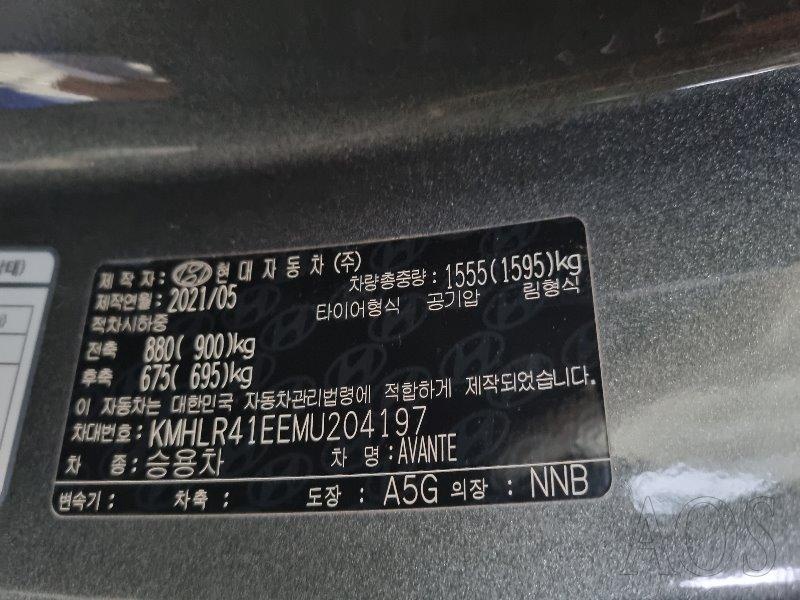 상태)
제 작 자: 현대자동차(주)
차량총중량: 1555(1595)kg
제작연월: 2021/05
타이어형식 공기압 림형식
적차시하중
전축 880( 900)kg
후축 675( 695)kg
이 자동차는 대한민국 자동차관리법령에 적합하게 제작되었습니다.
차대번호: KMHLR41EEMU204197
차 종: 승용차 차 명: AVANTE
변속기: 차축: 도장: A5G 의장: NNB
AOS